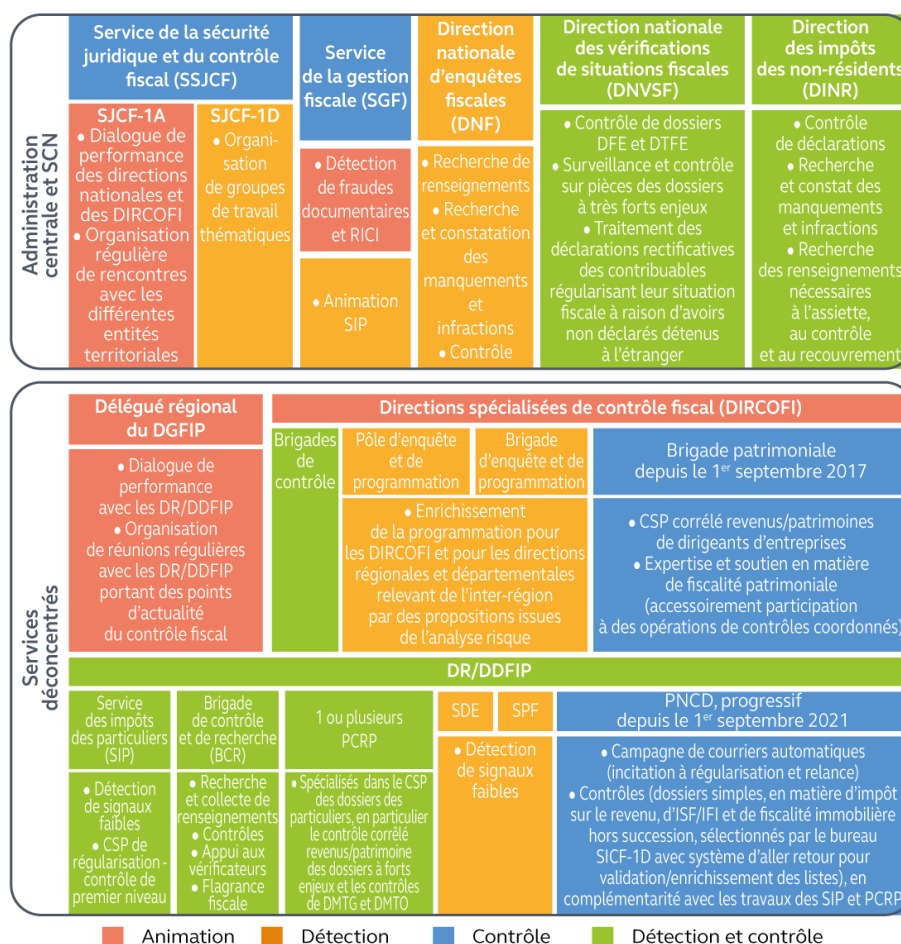 Administration
centrale et SCN
Service de la sécurité
juridique et du contrôle
fiscal (SSJCF)
SJCF-1A
● Dialogue de
performance
des directions
nationales et
des DIRCOFI
● Organisation
régulière
de rencontres
avec les
différentes
entités
territoriales
SJCF-1D
● Organi-
sation
de groupes
de travail
thématiques
Service
de la gestion
fiscale (SGF)
● Détection
de fraudes
documentaires
et RICI
● Animation
SIP
Direction
nationale
d'enquêtes
fiscales
(DNF)
● Recherche de
renseignements
● Recherche
et constatation
des
manquements
et
infractions
● Contrôle
Direction nationale
des vérifications
de situations fiscales
(DNVSF)
● Contrôle de dossiers
DFE et DTFE
● Surveillance et contrôle
sur pièces des dossiers
à très forts enjeux
● Traitement des
déclarations rectificatives
des contribuables
régularisant leur situation
fiscale à raison d'avoirs
non déclarés détenus
à l'étranger
Direction
des impôts
des non-résidents
(DINR)
● Contrôle
de déclarations
● Recherche
et constat des
manquements
et infractions
● Recherche
des renseignements
nécessaires
à l'assiette,
au contrôle
et au recouvrement
Services
déconcentrés
Délégué régional
du DGFIP
● Dialogue de
performance
avec les DR/DDFIP
● Organisation
de réunions régulières
avec les DR/DDFIP
portant des points
d'actualité
du contrôle fiscal
Directions spécialisées de contrôle fiscal (DIRCOFI)
Brigades
de
contrôle
Pôle d'enquête
et de
programmation
Brigade
d'enquête et de
programmation
● Enrichissement
de la programmation pour
les DIRCOFI et pour les directions
régionales et départementales
relevant de l'inter-région
par des propositions issues
de l'analyse risque
Brigade patrimoniale
depuis le 1er septembre 2017
● CSP corrélé revenus/patrimoines
de dirigeants d'entreprises
● Expertise et soutien en matière
de fiscalité patrimoniale
(accessoirement participation
à des opérations de contrôles coordonnés)
DR/DDFIP
Service
des impôts
des particuliers
(SIP)
● Détection
de signaux
faibles
● CSP de
régularisation -
contrôle de
premier niveau
Brigade
de contrôle
et de recherche
(BCR)
● Recherche
et collecte de
renseignements
● Contrôles
● Appui aux
vérificateurs
● Flagrance
fiscale
1 ou plusieurs
PCRP
● Spécialisés dans le CSP
des dossiers des
particuliers, en particulier
le contrôle corrélé
revenus/patrimoine
des dossiers à forts
enjeux et les contrôles
de DMTG et DMTO
SDE
SPF
● Détection
de signaux
faibles
PNCD, progressif
depuis le 1er septembre 2021
● Campagne de courriers automatiques
(incitation à régularisation et relance)
● Contrôles (dossiers simples, en matière d'impôt
sur le revenu, d'ISF/IFI et de fiscalité immobilière
hors succession, sélectionnés par le bureau
SICF-1D avec système d'aller retour pour
validation/enrichissement des listes), en
complémentarité avec les travaux des SIP et PCRP
Animation
Détection
Contrôle
Détection et contrôle